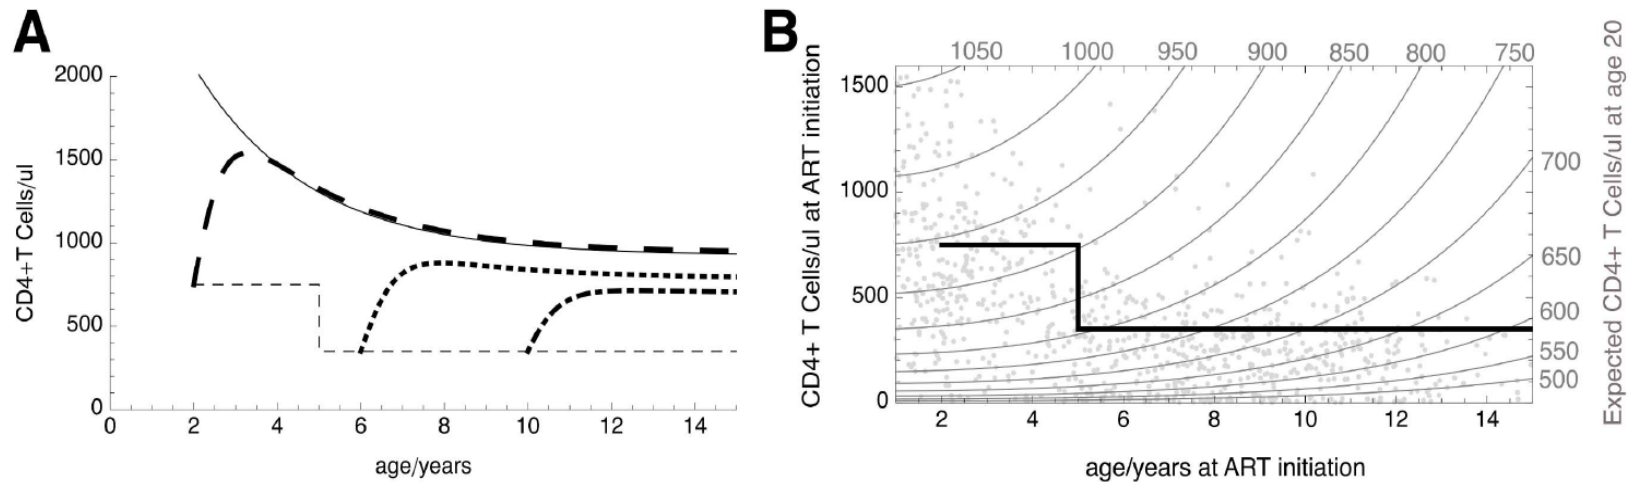 A
CD4+T Cells/ul
2000
1500
1000
500
0
0 2 4 6 8 10 12 14
age/years
B
CD4+ T Cells/ul at ART initiation
1050 1000 950 900 850 800 750
1500
1000
500
0
700
650
600
550
500
Expected CD4+ T Cells/ul at age 20
2 4 6 8 10 12 14
age/years at ART initiation